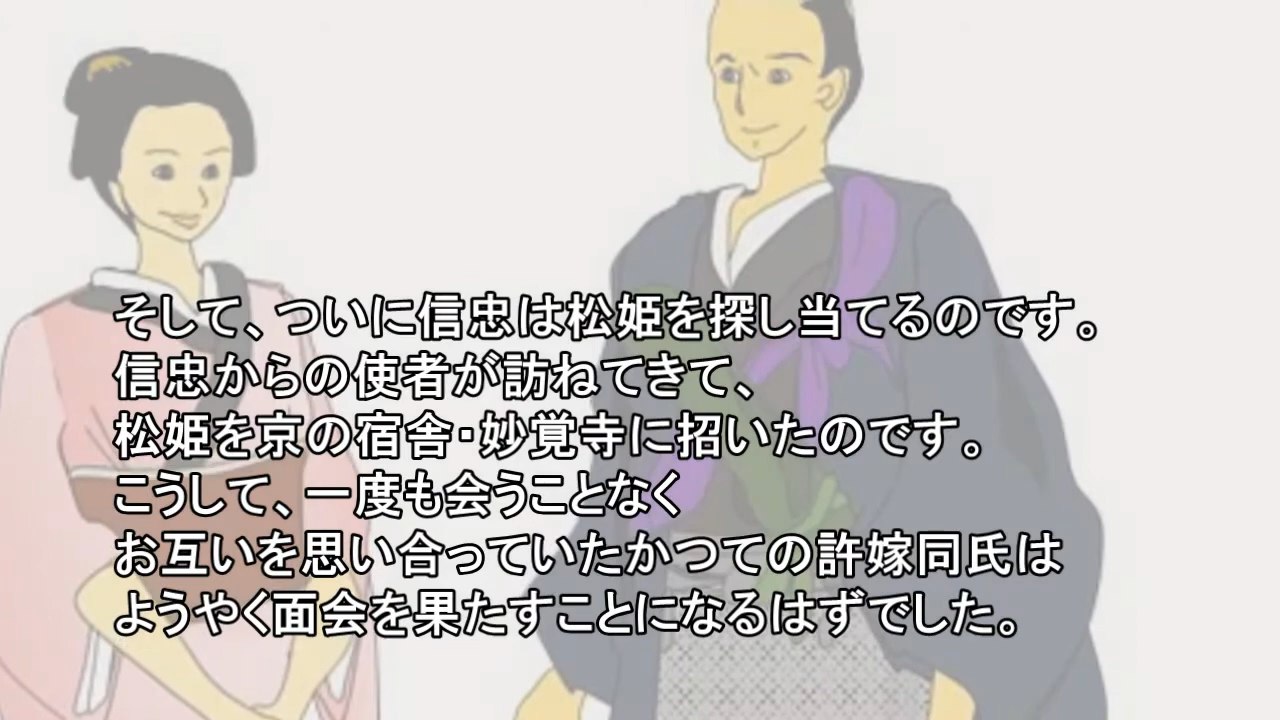 そして、ついに信忠は松姫を探し当てるのです。
信忠からの使者が訪ねてきて、
松姫を京の宿舎・妙覚寺に招いたのです。
こうして、一度も会うことなく
お互いを思い合っていたかつての許嫁同氏は
ようやく面会を果たすことになるはずでした。